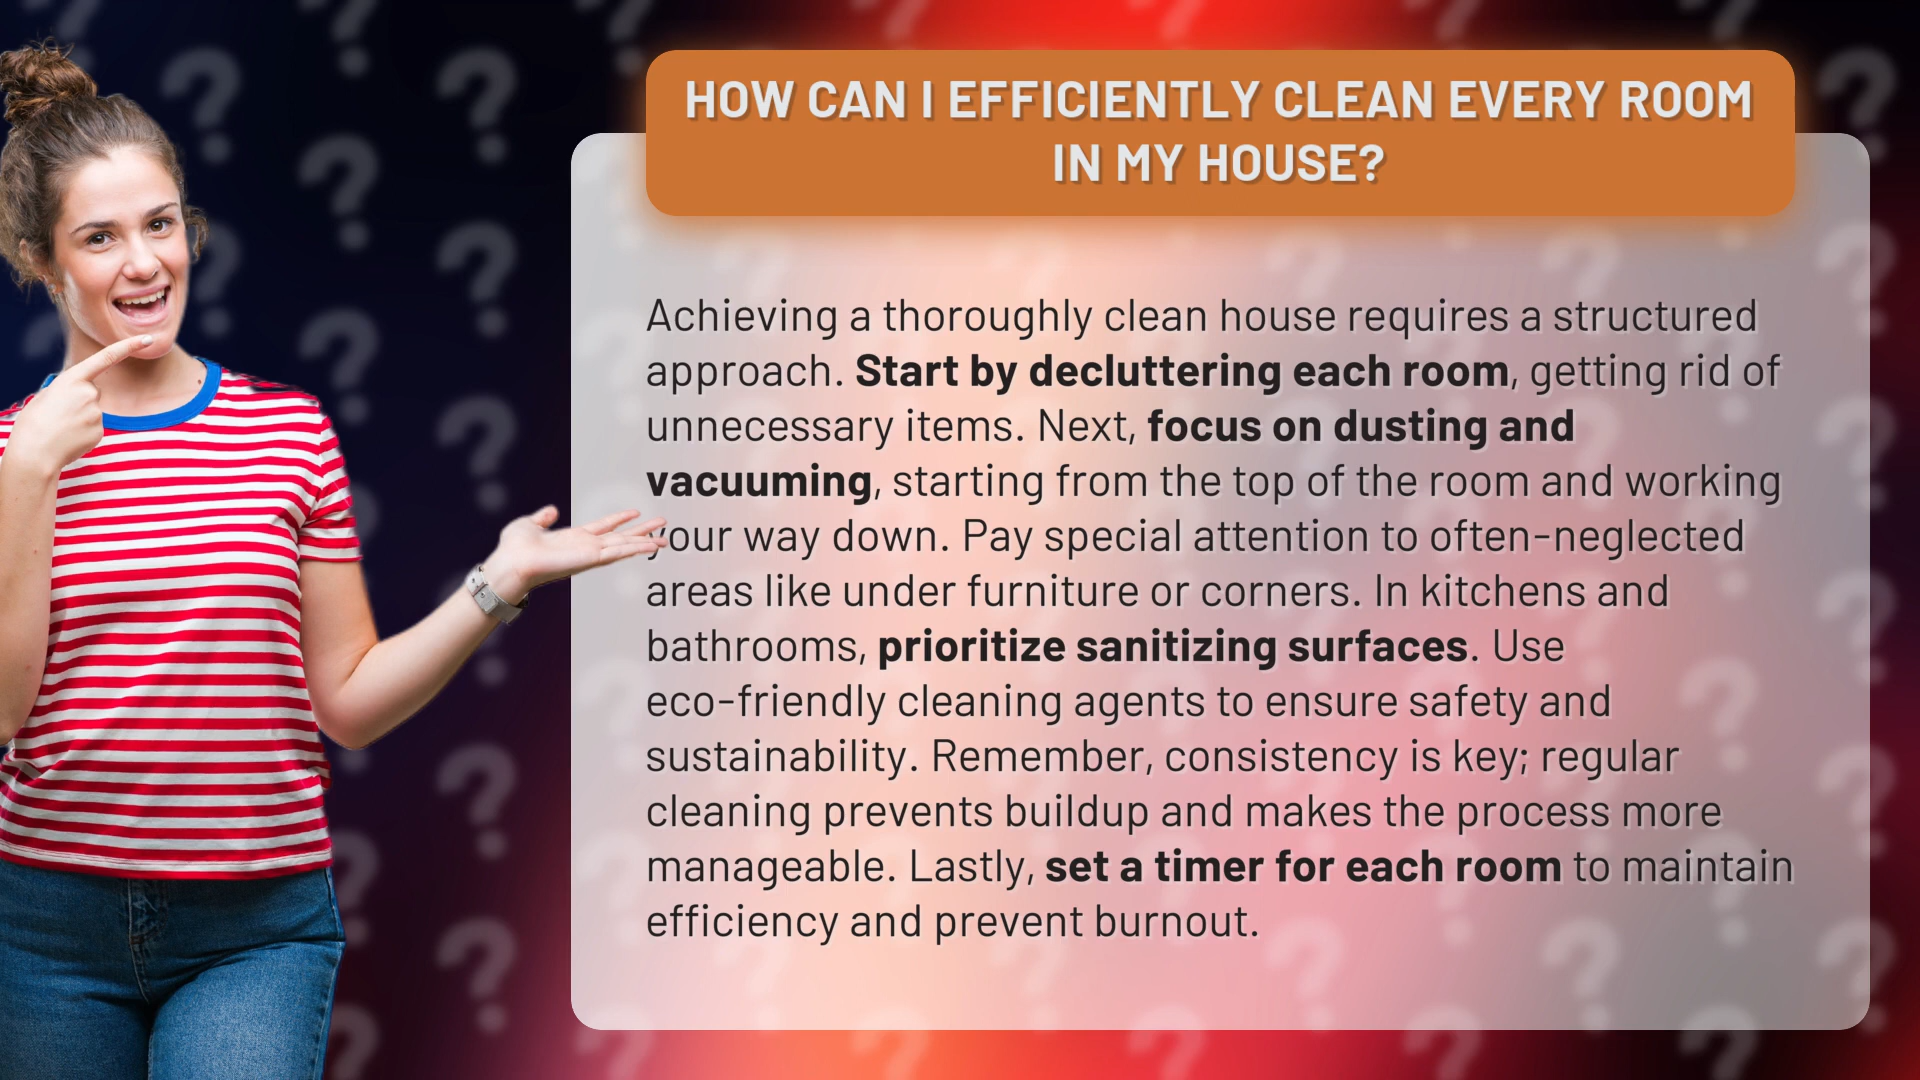 HOW CAN I EFFICIENTLY CLEAN EVERY ROOM
IN MY HOUSE?
Achieving a thoroughly clean house requires a structured
approach. Start by decluttering each room, getting rid of
unnecessary items. Next, focus on dusting and
vacuuming, starting from the top of the room and working
your way down. Pay special attention to often-neglected
areas like under furniture or corners. In kitchens and
bathrooms, prioritize sanitizing surfaces. Use
eco-friendly cleaning agents to ensure safety and
sustainability. Remember, consistency is key; regular
cleaning prevents buildup and makes the process more
manageable. Lastly, set a timer for each room to maintain
efficiency and prevent burnout.